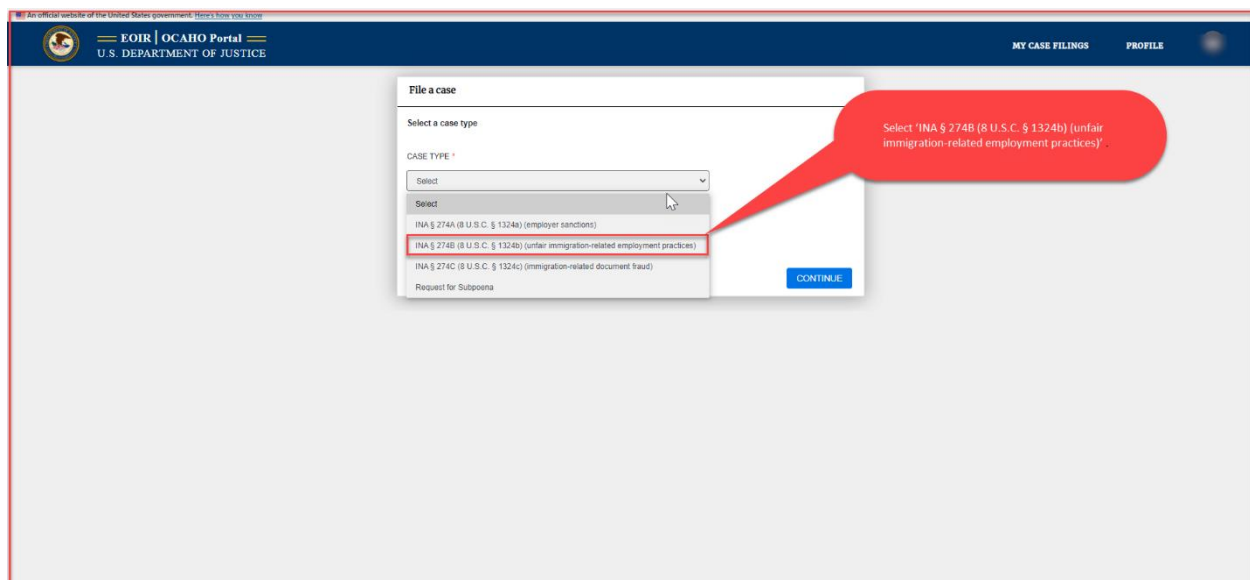 An official website of the United States government. Here's how you know
EOIR | OCAHO Portal
U.S. DEPARTMENT OF JUSTICE
MY CASE FILINGS
PROFILE
File a case
Select a case type
CASE TYPE *
Select
Select
INA § 274A (8 U.S.C. § 1324a) (employer sanctions)
INA § 274B (8 U.S.C. § 1324b) (unfair immigration-related employment practices)
INA § 274C (8 U.S.C. § 1324c) (immigration-related document fraud)
Request for Subpoena
CONTINUE
Select ‘INA § 274B (8 U.S.C. § 1324b) (unfair
immigration-related employment practices)’ .